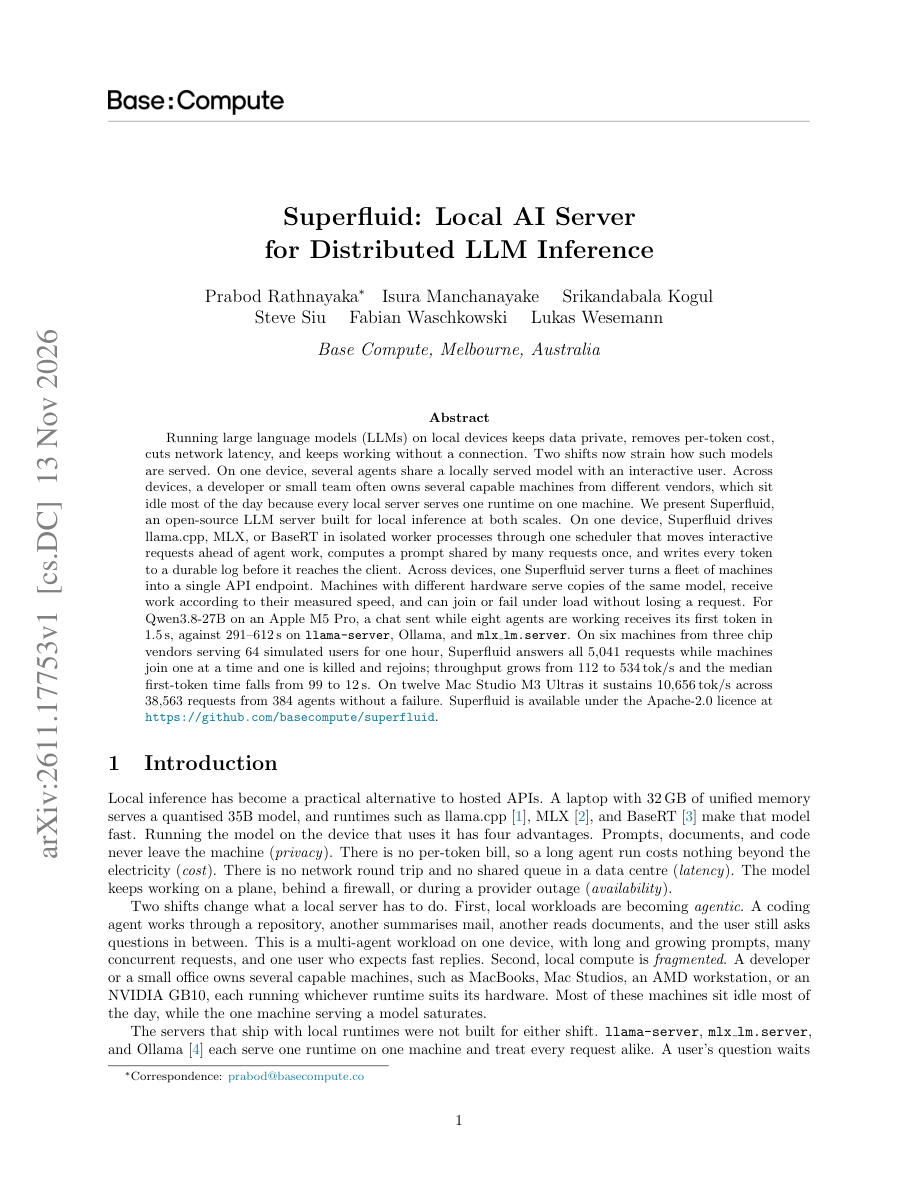 Base:Compute
Superfluid: Local AI Server
for Distributed LLM Inference
Prabod Rathnayaka* Isura Manchanayake Srikandabala Kogul
Steve Siu Fabian Waschkowski Lukas Wesemann
Base Compute, Melbourne, Australia
Abstract
Running large language models (LLMs) on local devices keeps data private, removes per-token cost,
cuts network latency, and keeps working without a connection. Two shifts now strain how such models
are served. On one device, several agents share a locally served model with an interactive user. Across
devices, a developer or small team often owns several capable machines from different vendors, which sit
idle most of the day because every local server serves one runtime on one machine. We present Superfluid,
an open-source LLM server built for local inference at both scales. On one device, Superfluid drives
llama.cpp, MLX, or BaseRT in isolated worker processes through one scheduler that moves interactive
requests ahead of agent work, computes a prompt shared by many requests once, and writes every token
to a durable log before it reaches the client. Across devices, one Superfluid server turns a fleet of machines
into a single API endpoint. Machines with different hardware serve copies of the same model, receive
work according to their measured speed, and can join or fail under load without losing a request. For
Qwen3.8-27B on an Apple M5 Pro, a chat sent while eight agents are working receives its first token in
1.5 s, against 291–612 s on llama-server, Ollama, and mlx_lm.server. On six machines from three chip
vendors serving 64 simulated users for one hour, Superfluid answers all 5,041 requests while machines
join one at a time and one is killed and rejoins; throughput grows from 112 to 534 tok/s and the median
first-token time falls from 99 to 12 s. On twelve Mac Studio M3 Ultras it sustains 10,656 tok/s across
38,563 requests from 384 agents without a failure. Superfluid is available under the Apache-2.0 licence at
https://github.com/basecompute/superfluid.
1 Introduction
Local inference has become a practical alternative to hosted APIs. A laptop with 32 GB of unified memory
serves a quantised 35B model, and runtimes such as llama.cpp [1], MLX [2], and BaseRT [3] make that model
fast. Running the model on the device that uses it has four advantages. Prompts, documents, and code
never leave the machine (privacy). There is no per-token bill, so a long agent run costs nothing beyond the
electricity (cost). There is no network round trip and no shared queue in a data centre (latency). The model
keeps working on a plane, behind a firewall, or during a provider outage (availability).
Two shifts change what a local server has to do. First, local workloads are becoming agentic. A coding
agent works through a repository, another summarises mail, another reads documents, and the user still asks
questions in between. This is a multi-agent workload on one device, with long and growing prompts, many
concurrent requests, and one user who expects fast replies. Second, local compute is fragmented. A developer
or a small office owns several capable machines, such as MacBooks, Mac Studios, an AMD workstation, or an
NVIDIA GB10, each running whichever runtime suits its hardware. Most of these machines sit idle most of
the day, while the one machine serving a model saturates.
The servers that ship with local runtimes were not built for either shift. llama-server, mlx_lm.server,
and Ollama [4] each serve one runtime on one machine and treat every request alike. A user's question waits
*Correspondence: prabod@basecompute.co
1
arXiv:2611.17753v1 [cs.DC] 13 Nov 2026